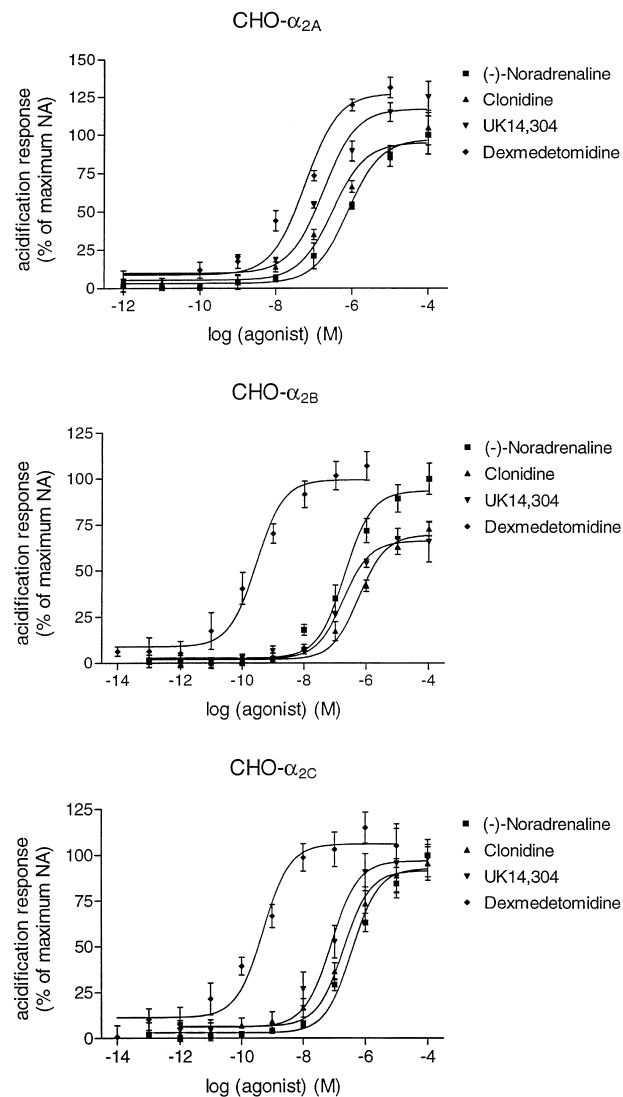 CHO-α2A
150
125
100
75
50
25
0
acidification response
(% of maximum NA)
-12 -10 -8 -6 -4
log (agonist) (M)
(-)-Noradrenaline
Clonidine
UK14,304
Dexmedetomidine
CHO-α2B
125
100
75
50
25
0
acidification response
(% of maximum NA)
-14 -12 -10 -8 -6 -4
log (agonist) (M)
(-)-Noradrenaline
Clonidine
UK14,304
Dexmedetomidine
CHO-α2C
125
100
75
50
25
0
acidification response
(% of maximum NA)
-14 -12 -10 -8 -6 -4
log (agonist) (M)
(-)-Noradrenaline
Clonidine
UK14,304
Dexmedetomidine